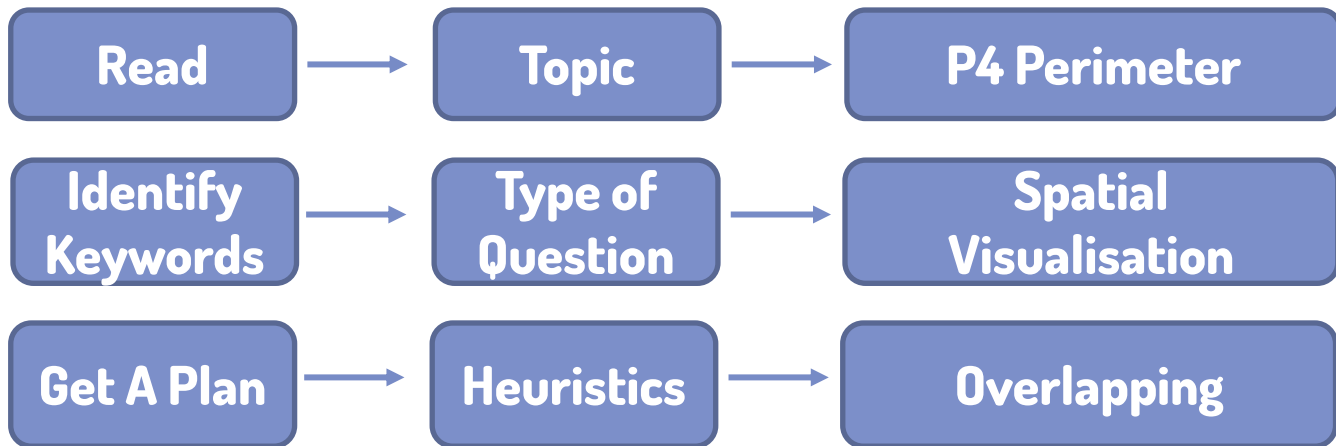 Read
Topic
P4 Perimeter
Identify
Keywords
Type of
Question
Spatial
Visualisation
Get A Plan
Heuristics
Overlapping